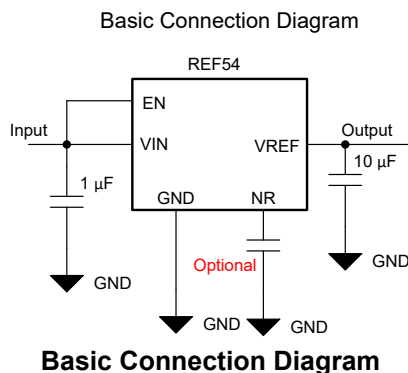 Basic Connection Diagram
REF54
EN
Input
VIN
VREF
Output
1 µF
10 µF
GND
NR
Optional
GND
GND
GND
GND
Basic Connection Diagram